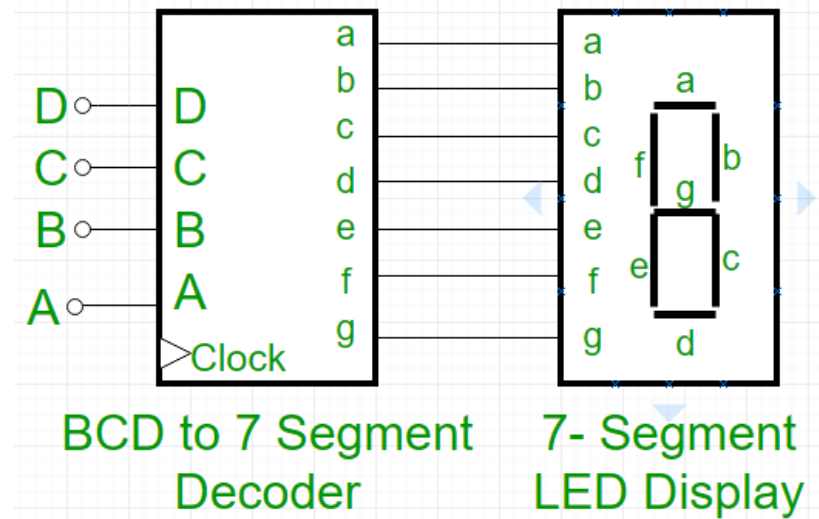 a a
b b a
D D
c c
f b
C C
d d g
B B
e e
e c
A A
f f
g g
d
Clock
BCD to 7 Segment
Decoder
7- Segment
LED Display